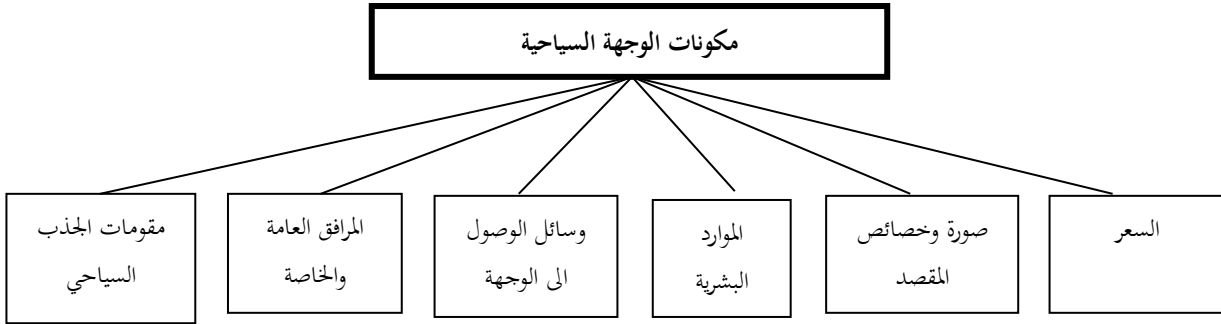 مكونات الوجهة السياحية
السعر
صورة وخصائص
المقصد
الموارد
البشرية
وسائل الوصول
الى الوجهة
المرافق العامة
والخاصة
مقومات الجذب
السياحي